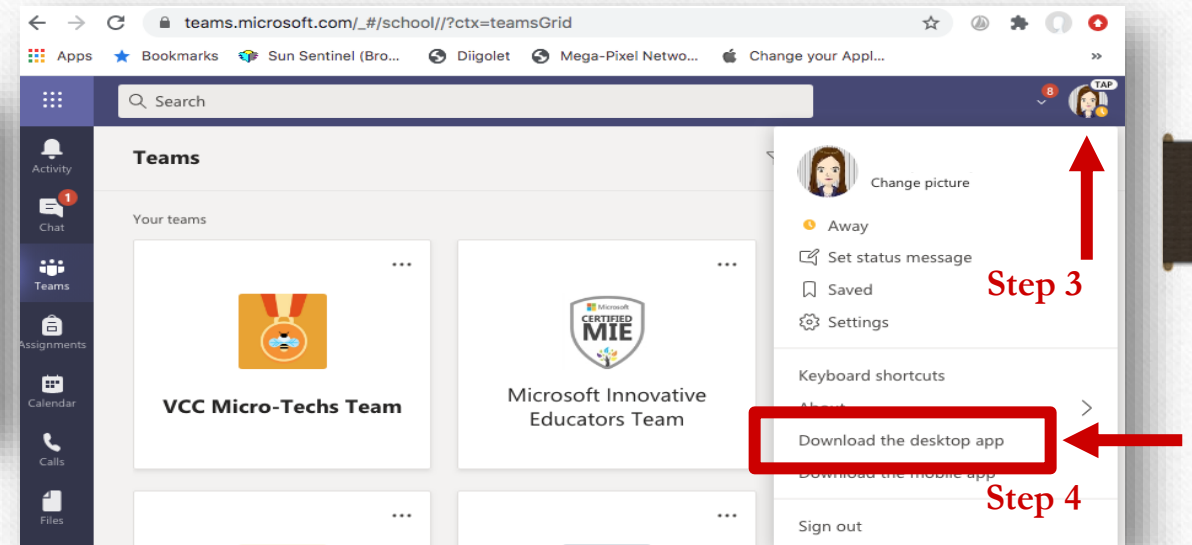 teams.microsoft.com/_#/school//?ctx=teamsGrid
Apps Bookmarks Sun Sentinel (Bro... Diigolet Mega-Pixel Netwo... Change your Appl... »
Search
8
TAP
Activity
1
Chat
Teams
Assignments
Calendar
Calls
Files
Teams
Your teams
VCC Micro-Techs Team
Microsoft
CERTIFIED
MIE
Microsoft Innovative
Educators Team
Change picture
Away
Set status message
Saved
Settings
Step 3
Keyboard shortcuts
About
Download the desktop app
Download the mobile app
Step 4
Sign out